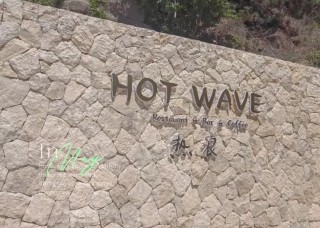 HOT WAVE
Restaurant & Bar & Coffee
热浪